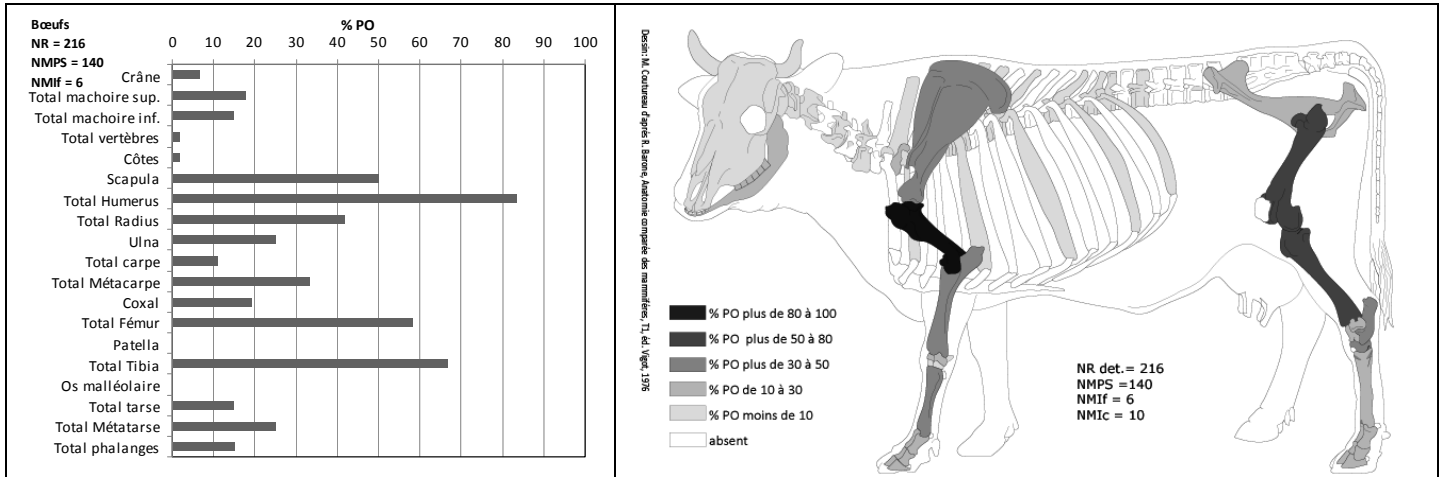 Bœufs
NR = 216
NMPS = 140
NMIf = 6
% PO
0 10 20 30 40 50 60 70 80 90 100
Crâne
Total machoire sup.
Total machoire inf.
Total vertèbres
Côtes
Scapula
Total Humerus
Total Radius
Ulna
Total carpe
Total Métacarpe
Coxal
Total Fémur
Patella
Total Tibia
Os malléolaire
Total tarse
Total Métatarse
Total phalanges
Dessin: M. Coutureau d'après R. Barone, Anatomie comparée des mammifères, T1, éd. Vigot, 1976
% PO plus de 80 à 100
% PO plus de 50 à 80
% PO plus de 30 à 50
% PO de 10 à 30
% PO moins de 10
absent
NR det.= 216
NMPS =140
NMIf = 6
NMIc = 10